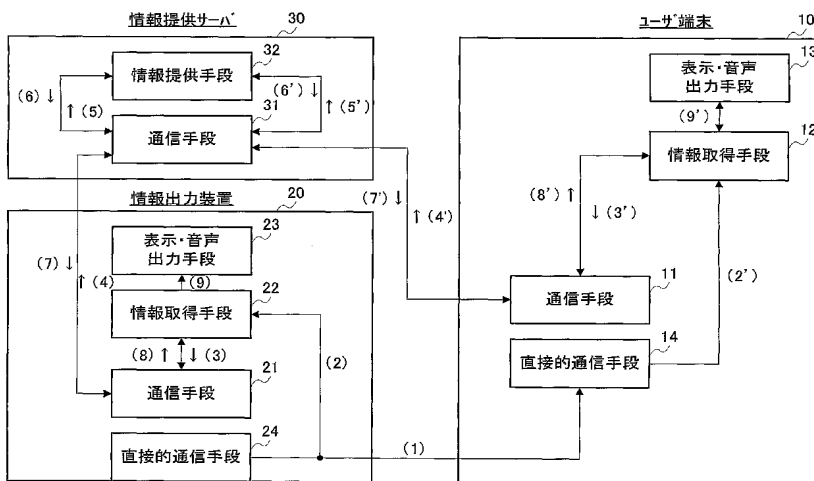 情報提供サーバ
30
32
情報提供手段
(6) ↓
↑ (5)
(6') ↓
↑ (5')
31
通信手段
情報出力装置
20
23
表示・音声
出力手段
(7) ↓
↑ (4)
(9)
22
情報取得手段
(8) ↑
↓ (3)
(2)
21
通信手段
24
直接的通信手段
(1)
(7') ↓
↑ (4')
ユーザ端末
10
13
表示・音声
出力手段
(9')
12
情報取得手段
(8') ↑
↓ (3')
(2')
11
通信手段
14
直接的通信手段